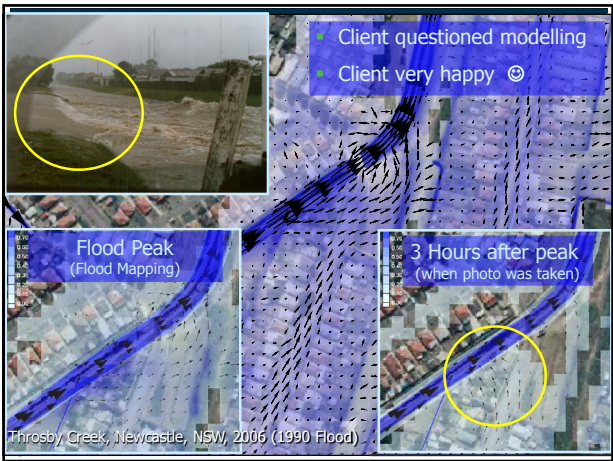 Client questioned modelling
Client very happy ☺
Flood Peak
(Flood Mapping)
3 Hours after peak
(when photo was taken)
Throsby Creek, Newcastle, NSW, 2006 (1990 Flood)